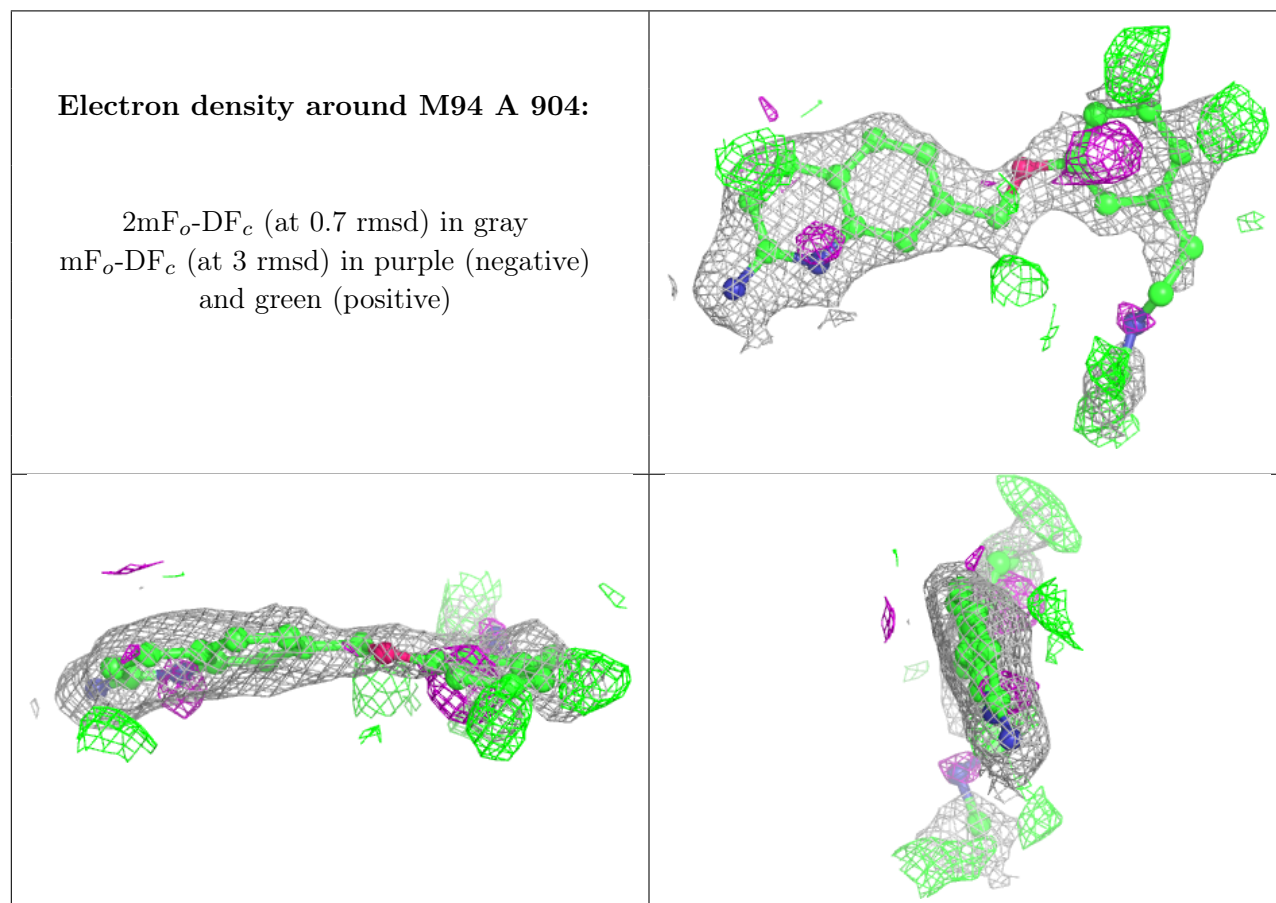 Electron density around M94 A 904:
2mFo-DFc (at 0.7 rmsd) in gray
mFo-DFc (at 3 rmsd) in purple (negative)
and green (positive)